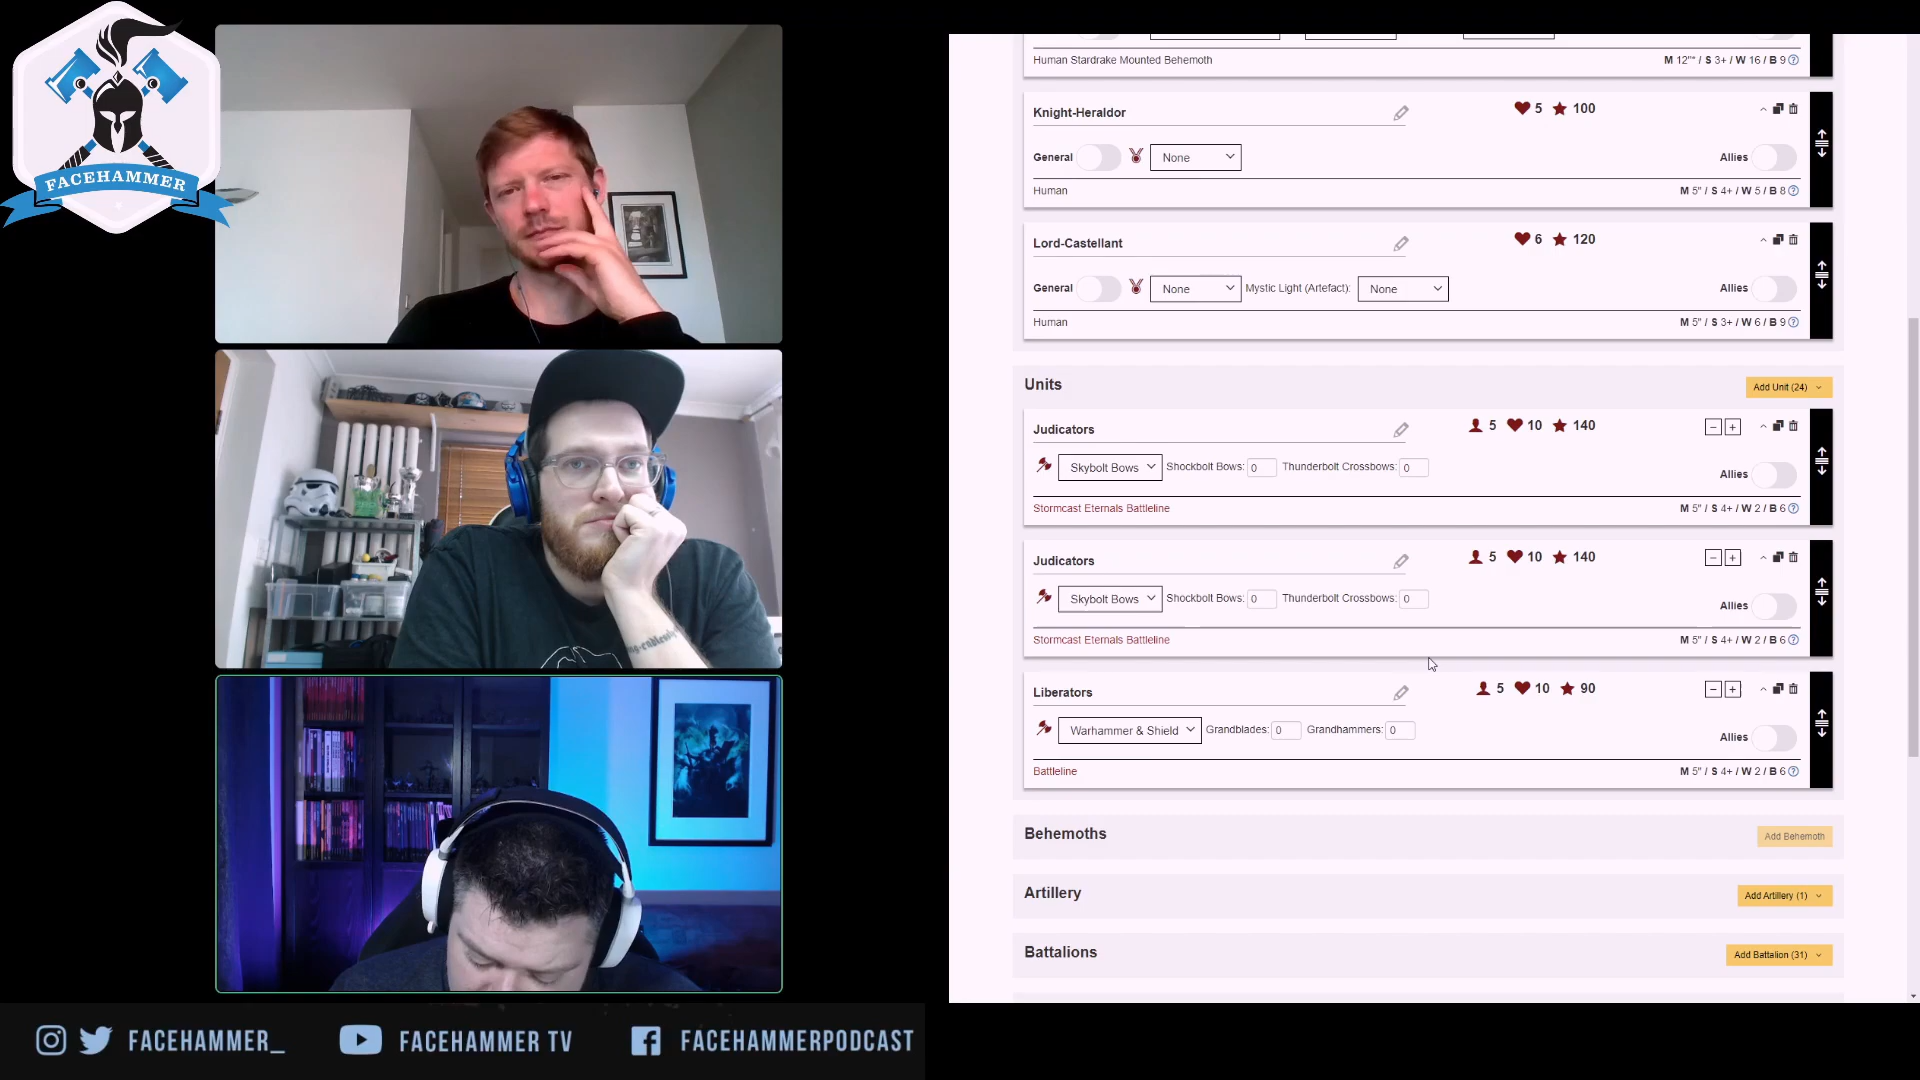 FACEHAMMER
Human Stardrake Mounted Behemoth
M 12"* / S 3+ / W 16 / B 9
Knight-Heraldor
5 100
General None
Allies
Human
M 5" / S 4+ / W 5 / B 8
Lord-Castellant
6 120
General None Mystic Light (Artefact): None
Allies
Human
M 5" / S 3+ / W 6 / B 9
Units
Add Unit (24)
Judicators
5 10 140
Skybolt Bows Shockbolt Bows: 0 Thunderbolt Crossbows: 0
Allies
Stormcast Eternals Battleline
M 5" / S 4+ / W 2 / B 6
Judicators
5 10 140
Skybolt Bows Shockbolt Bows: 0 Thunderbolt Crossbows: 0
Allies
Stormcast Eternals Battleline
M 5" / S 4+ / W 2 / B 6
Liberators
5 10 90
Warhammer & Shield Grandblades: 0 Grandhammers: 0
Allies
Battleline
M 5" / S 4+ / W 2 / B 6
Behemoths
Add Behemoth
Artillery
Add Artillery (1)
Battalions
Add Battalion (31)
FACEHAMMER_
FACEHAMMER TV
FACEHAMMERPODCAST